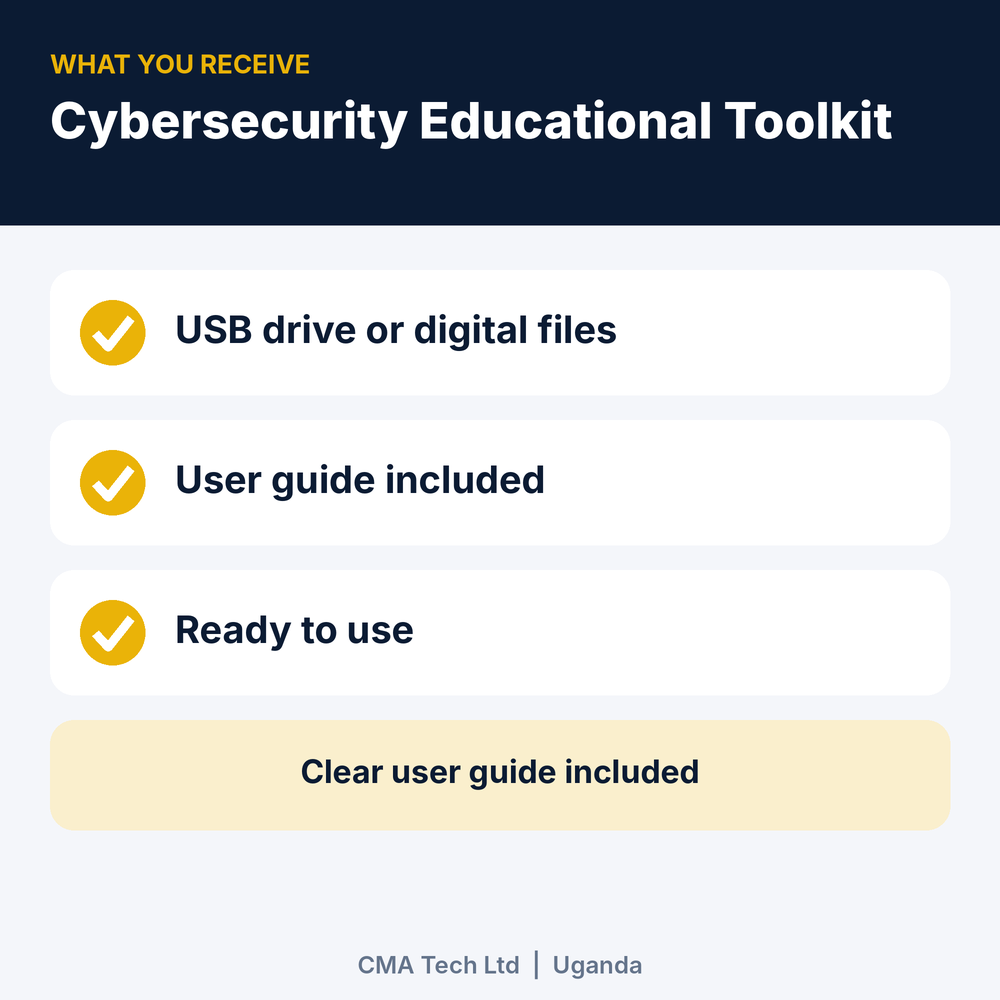 WHAT YOU RECEIVE
Cybersecurity Educational Toolkit
USB drive or digital files
User guide included
Ready to use
Clear user guide included
CMA Tech Ltd | Uganda